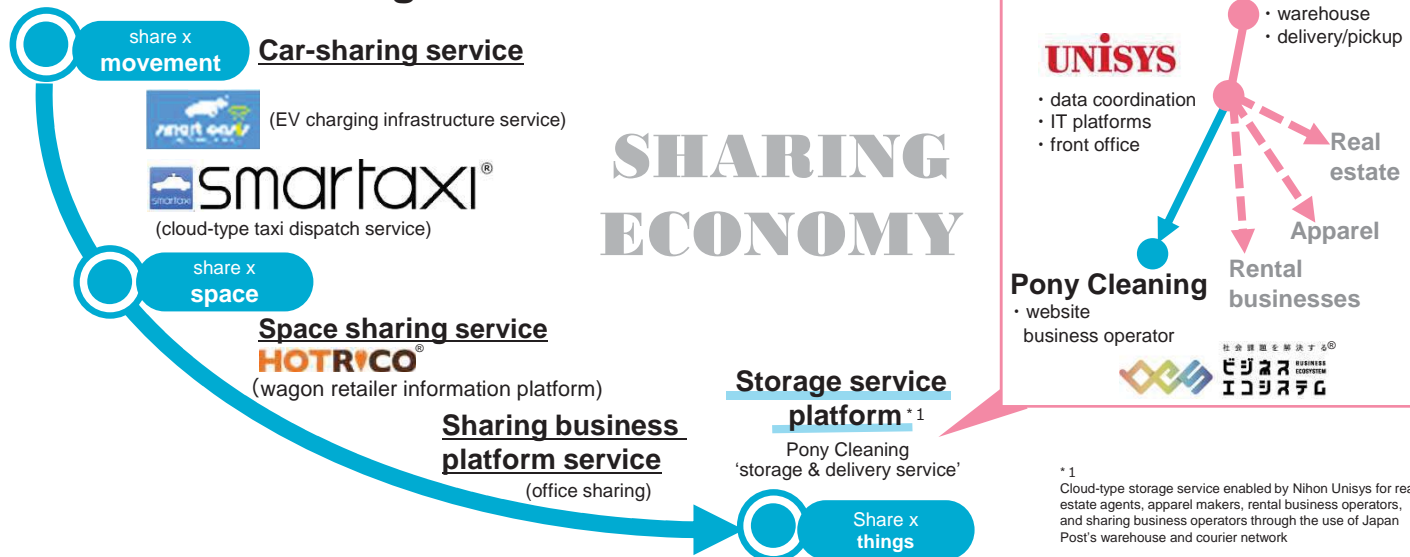 share x
movement
Car-sharing service
smart oasis
(EV charging infrastructure service)
smartaxi
smartaxi®
(cloud-type taxi dispatch service)
SHARING
ECONOMY
share x
space
Space sharing service
HOTRICO®
(wagon retailer information platform)
Sharing business
platform service
(office sharing)
Storage service
platform *1
Pony Cleaning
'storage & delivery service'
Share x
things
・warehouse
・delivery/pickup
UNiSYS
・data coordination
・IT platforms
・front office
Real
estate
Apparel
Rental
businesses
Pony Cleaning
・website
business operator
社会課題を解決する®
ビジネス BUSINESS ECOSYSTEM
エコシステム
*1
Cloud-type storage service enabled by Nihon Unisys for rea
estate agents, apparel makers, rental business operators,
and sharing business operators through the use of Japan
Post's warehouse and courier network